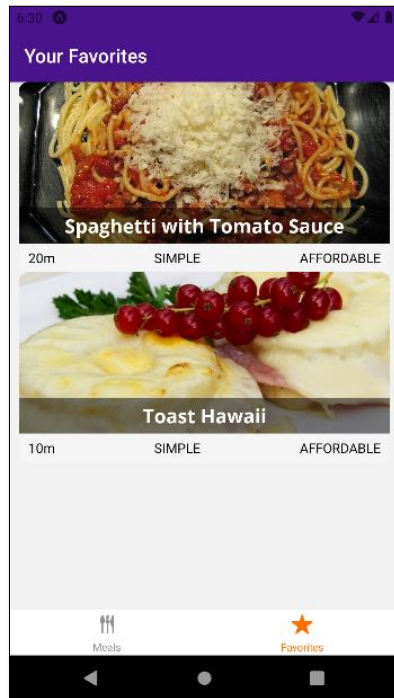 6:30
Your Favorites
Spaghetti with Tomato Sauce
20m SIMPLE AFFORDABLE
Toast Hawaii
10m SIMPLE AFFORDABLE
Meals Favorites